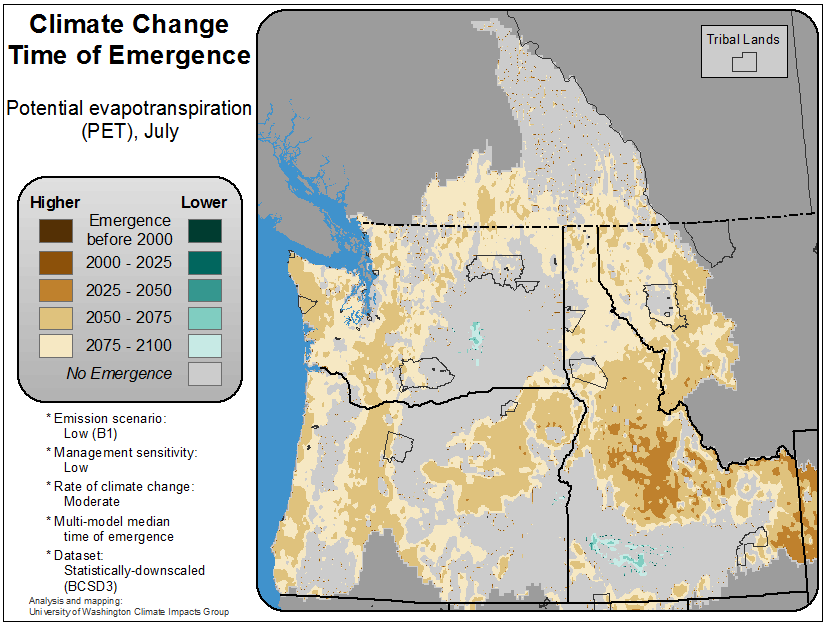 Climate Change
Time of Emergence
Potential evapotranspiration
(PET), July
Higher
Lower
Emergence
before 2000
2000 - 2025
2025 - 2050
2050 - 2075
2075 - 2100
No Emergence
* Emission scenario:
Low (B1)
* Management sensitivity:
Low
* Rate of climate change:
Moderate
* Multi-model median
time of emergence
* Dataset:
Statistically-downscaled
(BCSD3)
Analysis and mapping:
University of Washington Climate Impacts Group
Tribal Lands